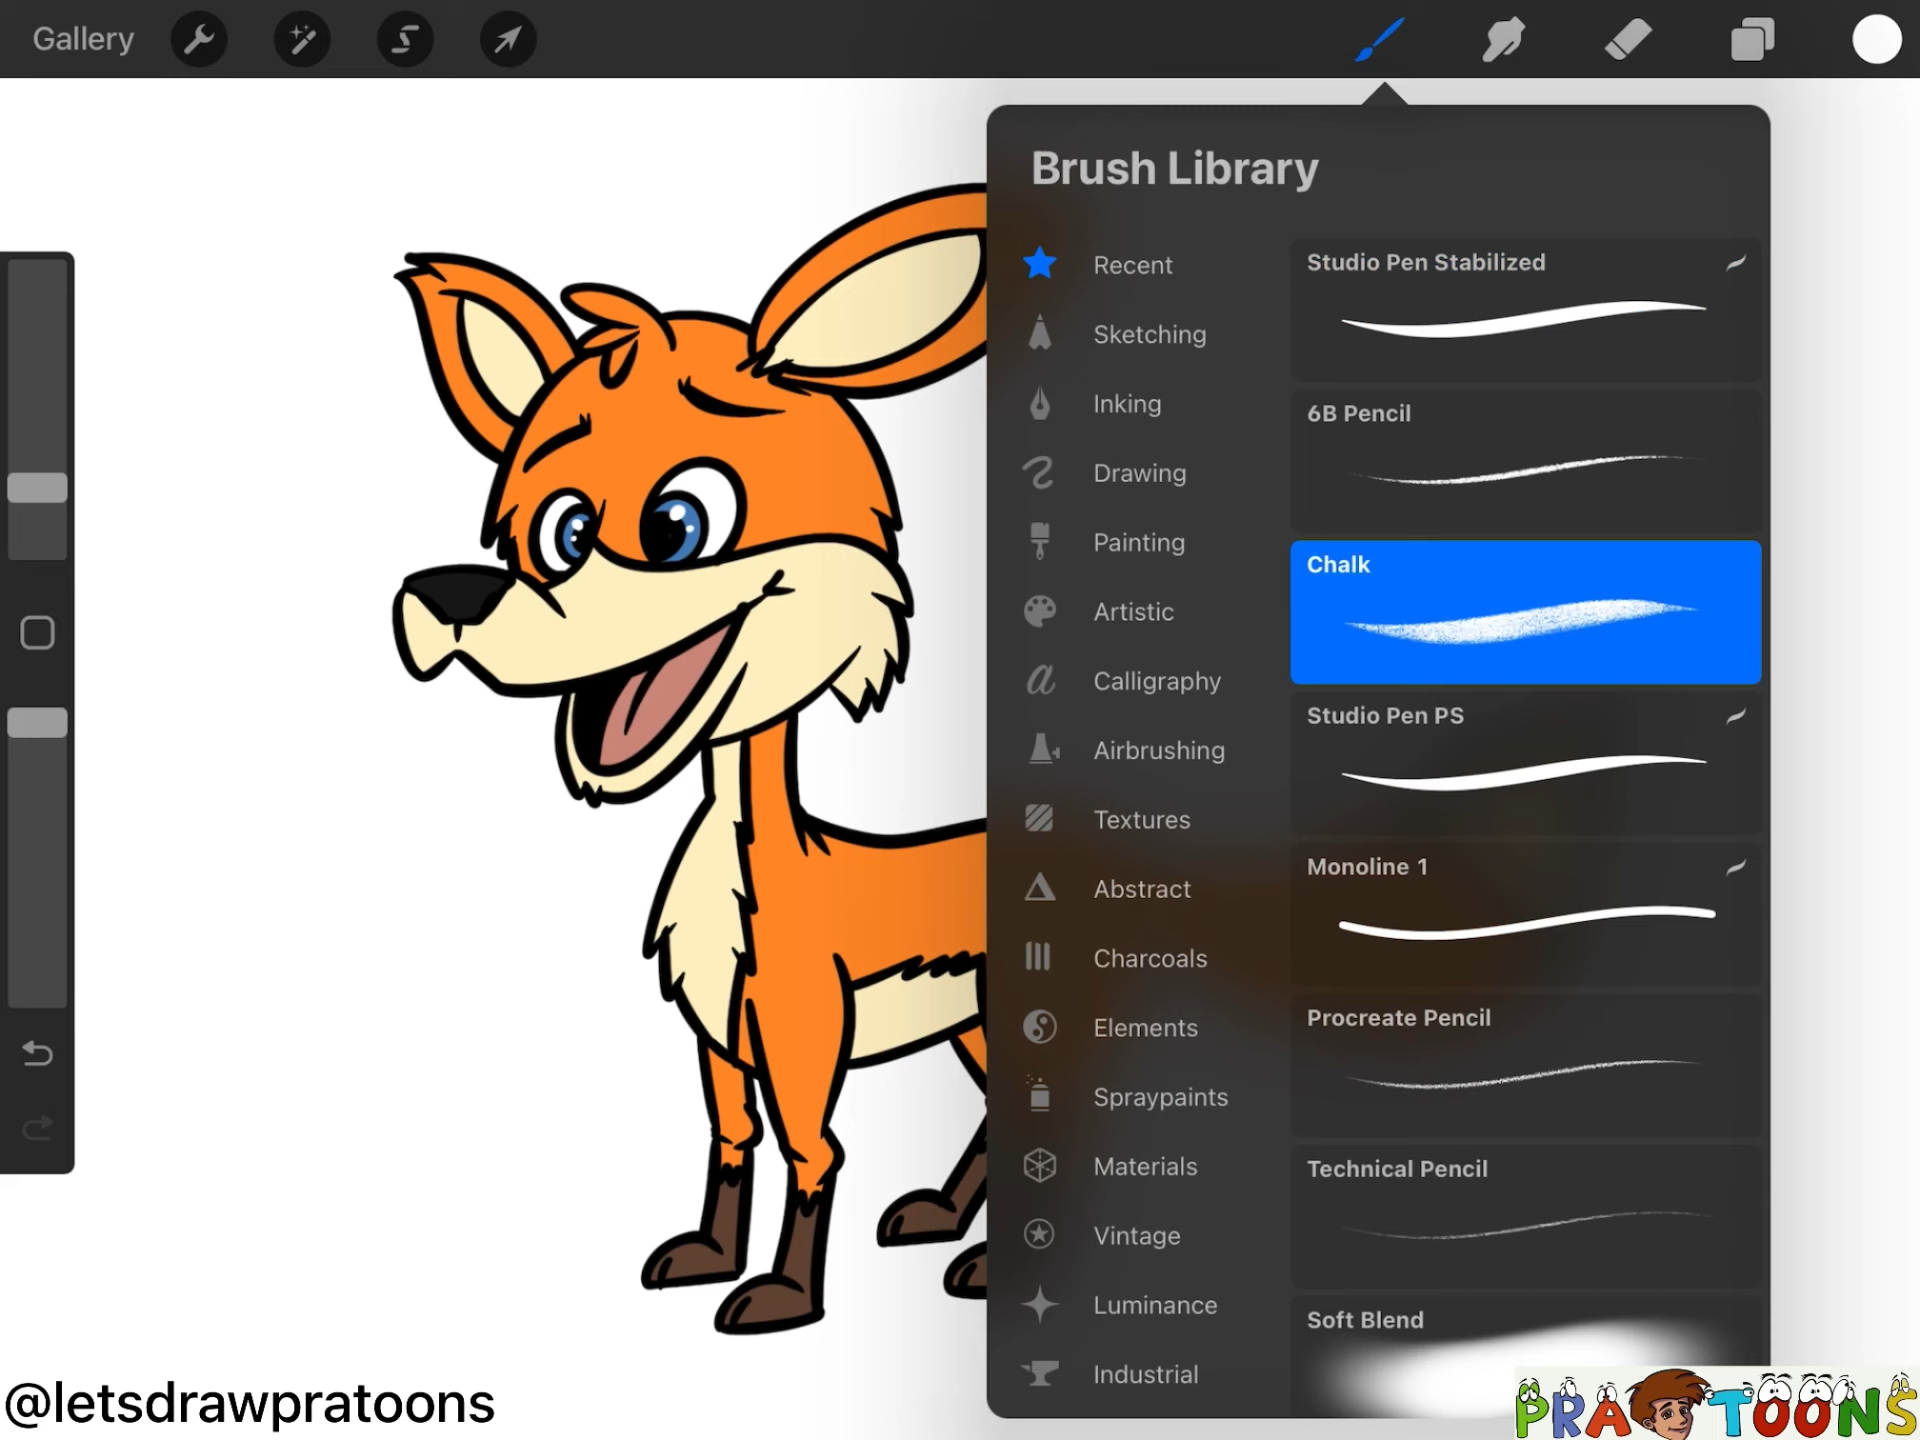 Gallery
Brush Library
Recent
Sketching
Inking
Drawing
Painting
Artistic
Calligraphy
Airbrushing
Textures
Abstract
Charcoals
Elements
Spraypaints
Materials
Vintage
Luminance
Industrial
Studio Pen Stabilized
6B Pencil
Chalk
Studio Pen PS
Monoline 1
Procreate Pencil
Technical Pencil
Soft Blend
@letsdrawpratoons
PRA TOONS